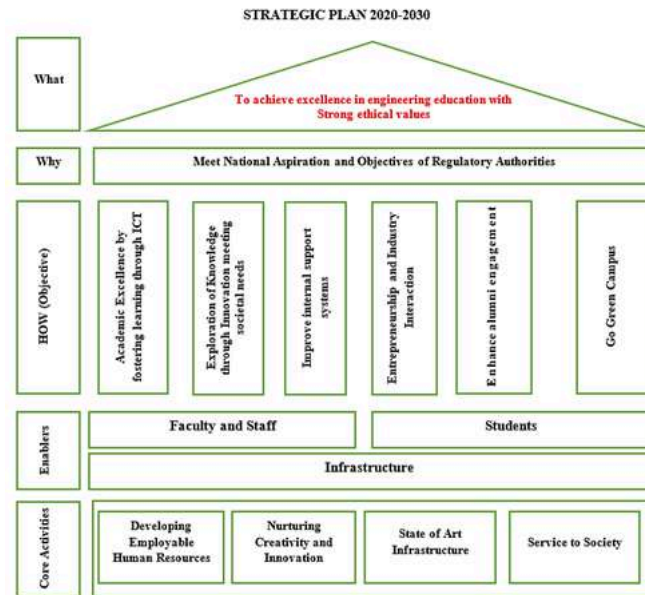 STRATEGIC PLAN 2020-2030
What
To achieve excellence in engineering education with
Strong ethical values
Why
Meet National Aspiration and Objectives of Regulatory Authorities
HOW (Objective)
Academic Excellence by
fostering learning through ICT
Exploration of Knowledge
through Innovation meeting
societal needs
Improve internal support
systems
Entrepreneurship and Industry
Interaction
Enhance alumni engagement
Go Green Campus
Enablers
Faculty and Staff
Students
Infrastructure
Core Activities
Developing
Employable
Human Resources
Nurturing
Creativity and
Innovation
State of Art
Infrastructure
Service to Society